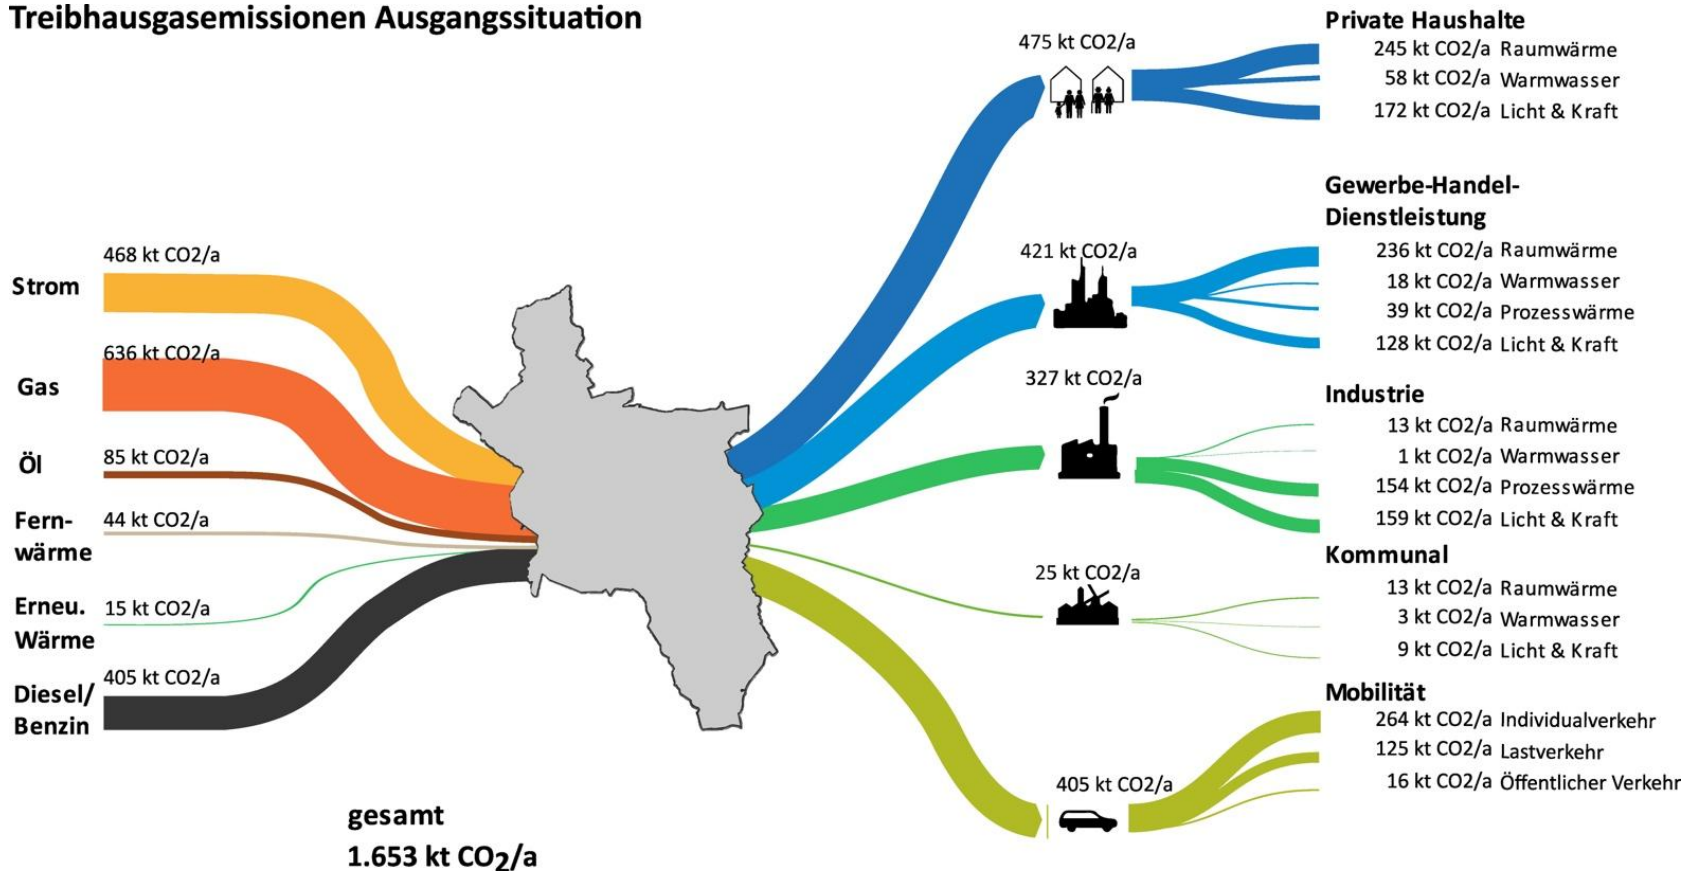 Treibhausgasemissionen Ausgangssituation
468 kt CO2/a
Strom
636 kt CO2/a
Gas
85 kt CO2/a
Öl
44 kt CO2/a
Fern-
wärme
15 kt CO2/a
Erneu.
Wärme
405 kt CO2/a
Diesel/
Benzin
gesamt
1.653 kt CO2/a
475 kt CO2/a
Private Haushalte
245 kt CO2/a Raumwärme
58 kt CO2/a Warmwasser
172 kt CO2/a Licht & Kraft
421 kt CO2/a
Gewerbe-Handel-
Dienstleistung
236 kt CO2/a Raumwärme
18 kt CO2/a Warmwasser
39 kt CO2/a Prozesswärme
128 kt CO2/a Licht & Kraft
327 kt CO2/a
Industrie
13 kt CO2/a Raumwärme
1 kt CO2/a Warmwasser
154 kt CO2/a Prozesswärme
159 kt CO2/a Licht & Kraft
25 kt CO2/a
Kommunal
13 kt CO2/a Raumwärme
3 kt CO2/a Warmwasser
9 kt CO2/a Licht & Kraft
405 kt CO2/a
Mobilität
264 kt CO2/a Individualverkehr
125 kt CO2/a Lastverkehr
16 kt CO2/a Öffentlicher Verkehr